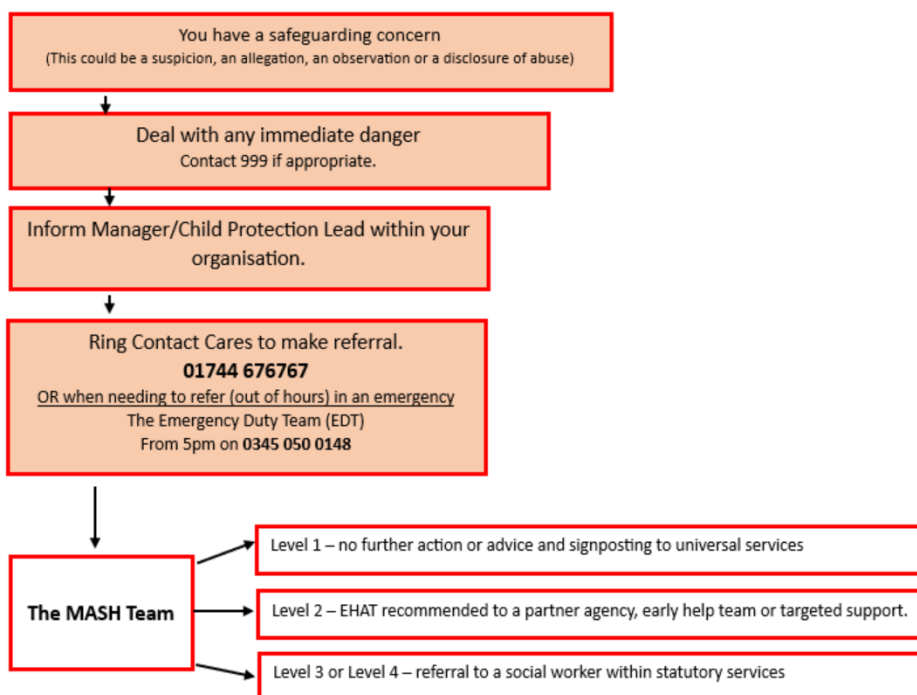 You have a safeguarding concern
(This could be a suspicion, an allegation, an observation or a disclosure of abuse)
Deal with any immediate danger
Contact 999 if appropriate.
Inform Manager/Child Protection Lead within your
organisation.
Ring Contact Cares to make referral.
01744 676767
OR when needing to refer (out of hours) in an emergency
The Emergency Duty Team (EDT)
From 5pm on 0345 050 0148
The MASH Team
Level 1 – no further action or advice and signposting to universal services
Level 2 – EHAT recommended to a partner agency, early help team or targeted support.
Level 3 or Level 4 – referral to a social worker within statutory services